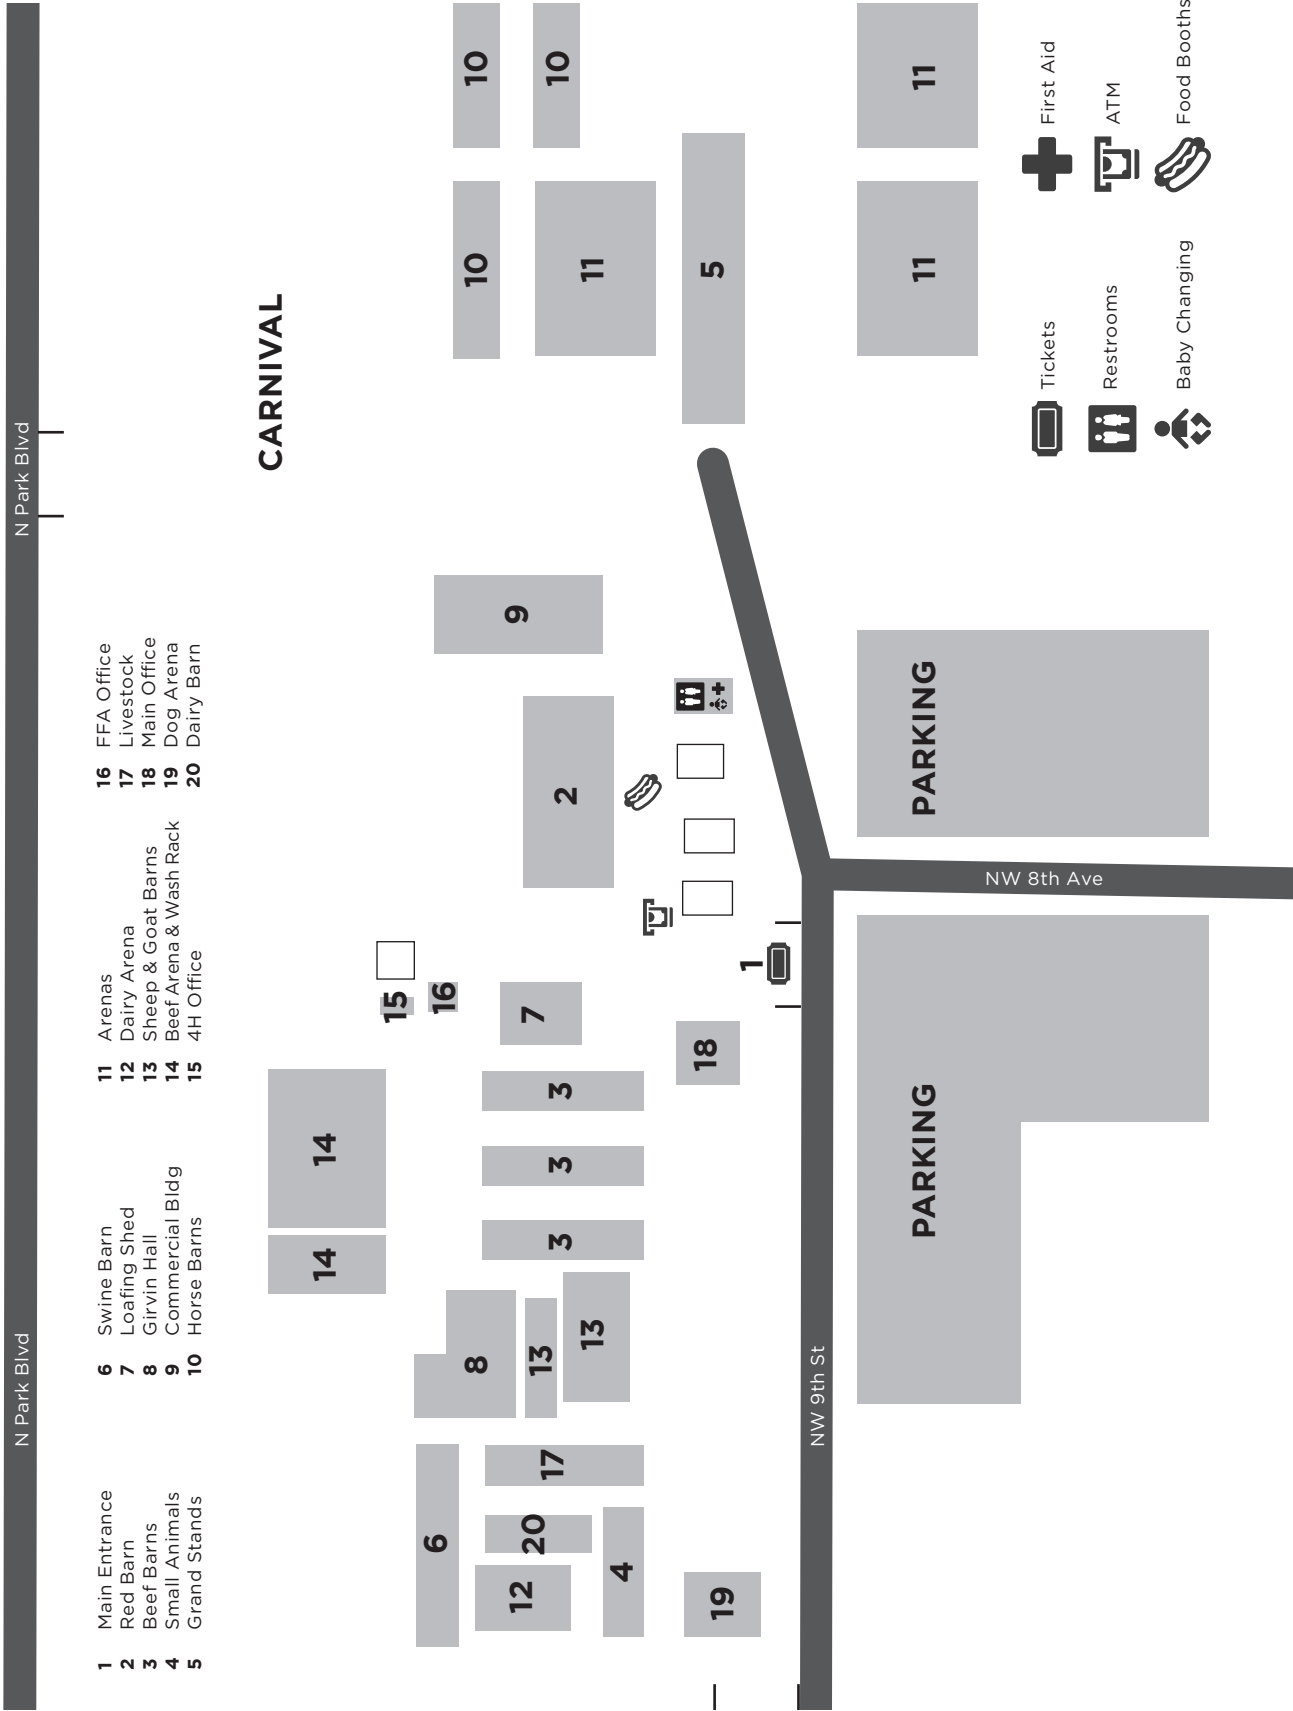 N Park Blvd
N Park Blvd
1 Main Entrance
2 Red Barn
3 Beef Barns
4 Small Animals
5 Grand Stands
6 Swine Barn
7 Loafing Shed
8 Girvin Hall
9 Commercial Bldg
10 Horse Barns
11 Arenas
12 Dairy Arena
13 Sheep & Goat Barns
14 Beef Arena & Wash Rack
15 4H Office
16 FFA Office
17 Livestock
18 Main Office
19 Dog Arena
20 Dairy Barn
CARNIVAL
14
14
15
16
6
8
10
10
10
9
12
20
17
13
13
3
3
3
7
2
11
4
19
18
1
5
NW 9th St
PARKING
PARKING
11
11
NW 8th Ave
Tickets
First Aid
Restrooms
ATM
Baby Changing
Food Booths